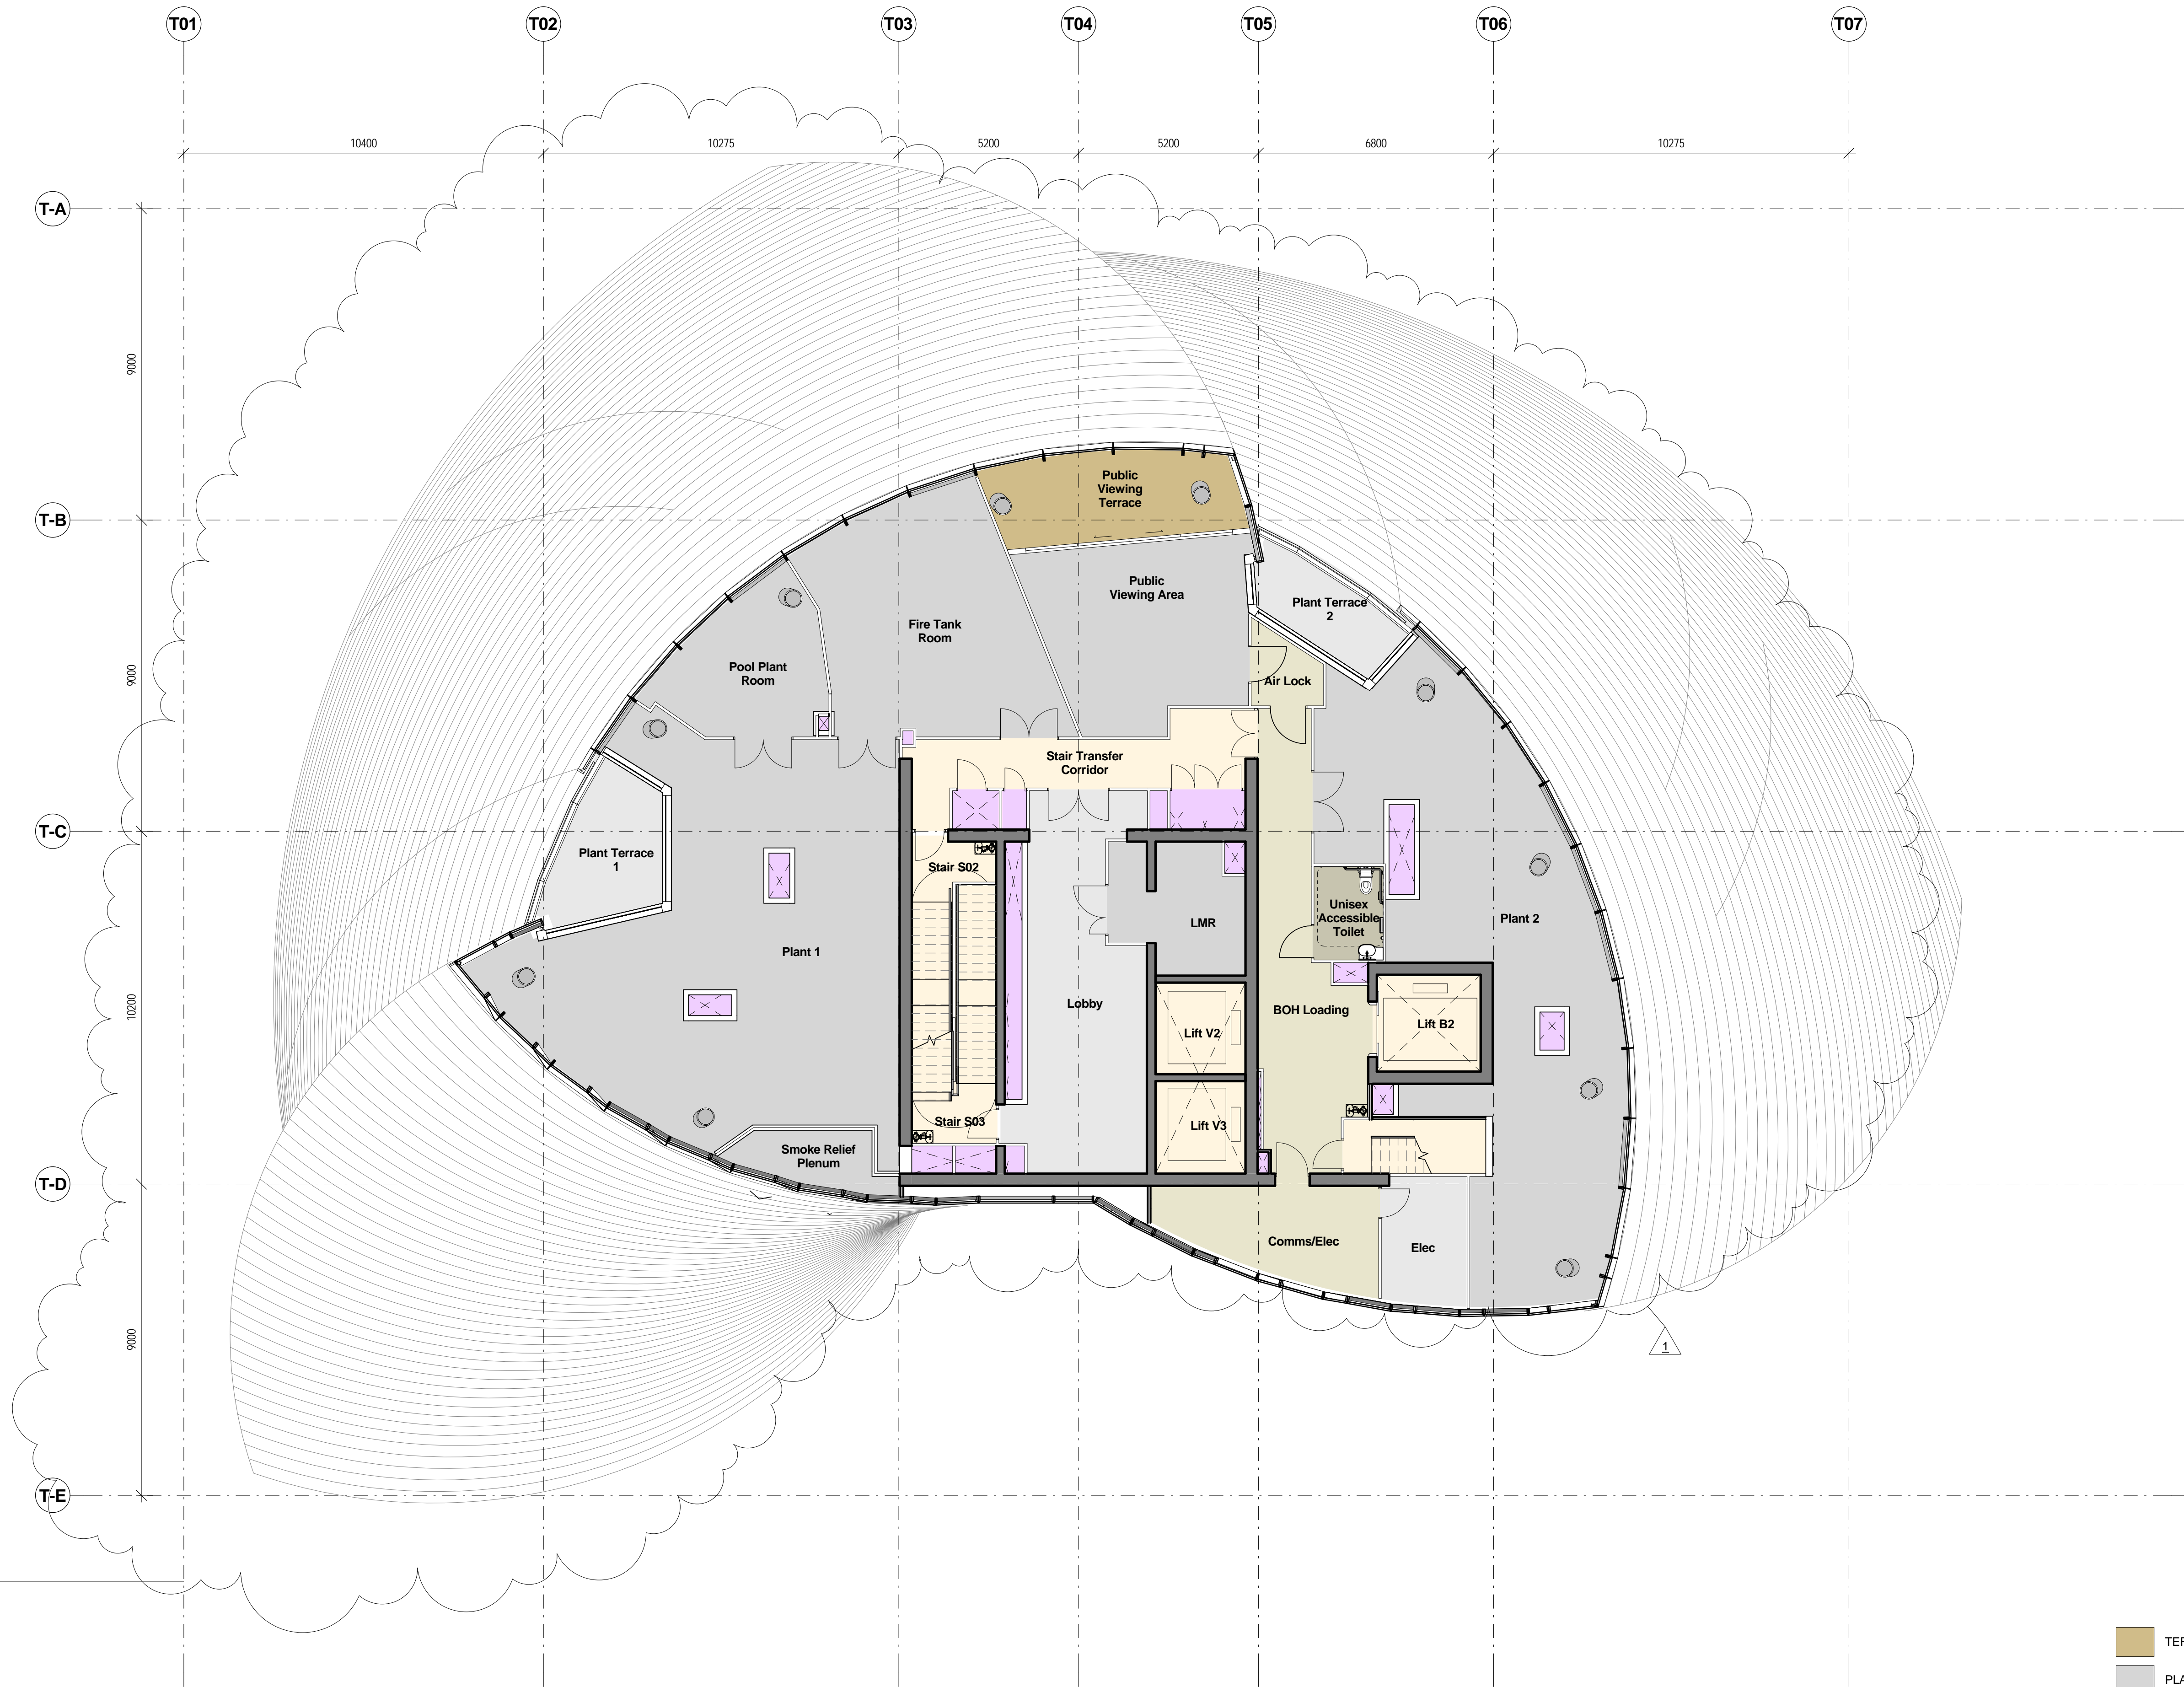 T01 T02 T03 T04 T05 T06 T07
10400 10275 5200 5200 6800 10275
T-A
9000
T-B
9000
T-C
10200
T-D
9000
T-E
Public
Viewing
Terrace
Public
Viewing Area
Plant Terrace
2
Fire Tank
Room
Pool Plant
Room
Air Lock
Stair Transfer
Corridor
Plant Terrace
1
Stair S02
Unisex
Accessible
Toilet
LMR
Plant 2
Plant 1
Lobby
BOH Loading
Lift B2
Lift V2
Stair S03
Lift V3
Smoke Relief
Plenum
Comms/Elec
Elec
1